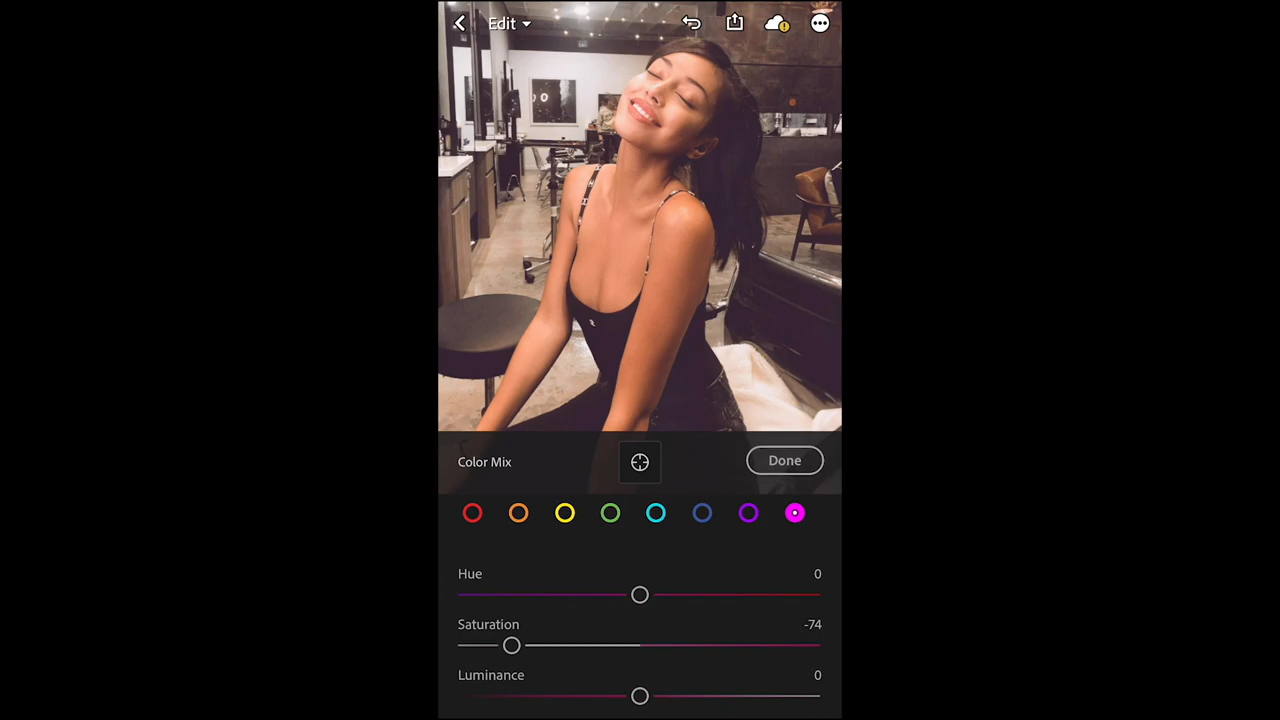 Edit
Color Mix
Done
Hue 0
Saturation -74
Luminance 0